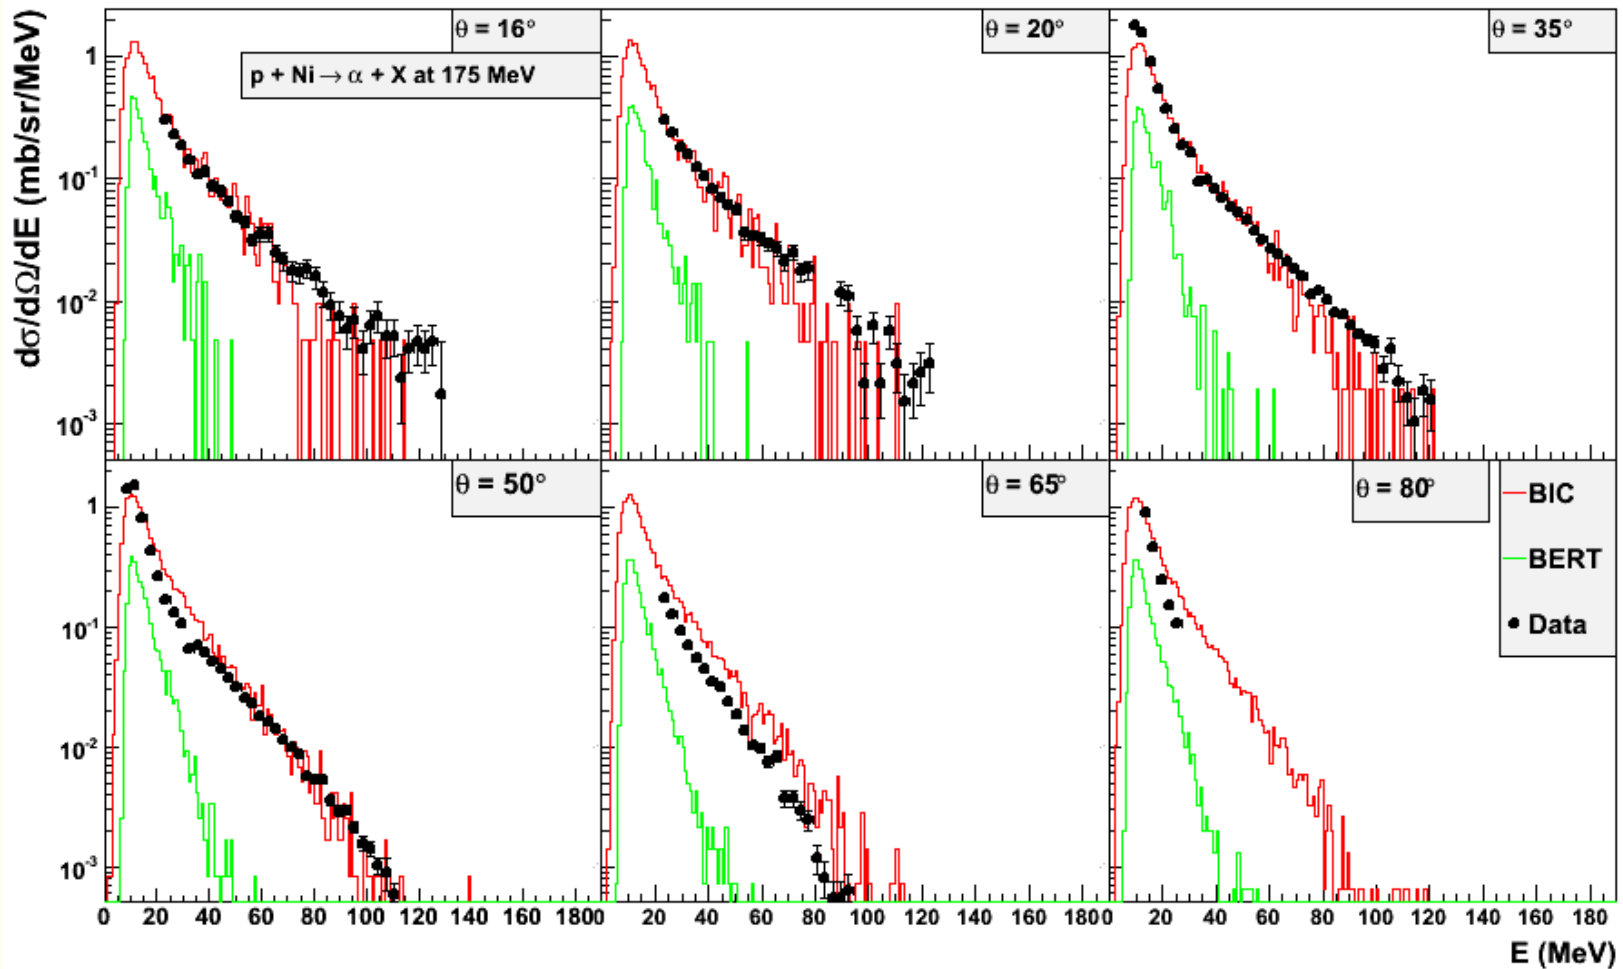 dσ/dΩ/dE (mb/sr/MeV)
θ = 16°
θ = 20°
θ = 35°
p + Ni → α + X at 175 MeV
1
10⁻¹
10⁻²
10⁻³
θ = 50°
θ = 65°
θ = 80°
BIC
BERT
Data
1
10⁻¹
10⁻²
10⁻³
0 20 40 60 80 100 120 140 160 180 0 20 40 60 80 100 120 140 160 180 20 40 60 80 100 120 140 160 180
E (MeV)